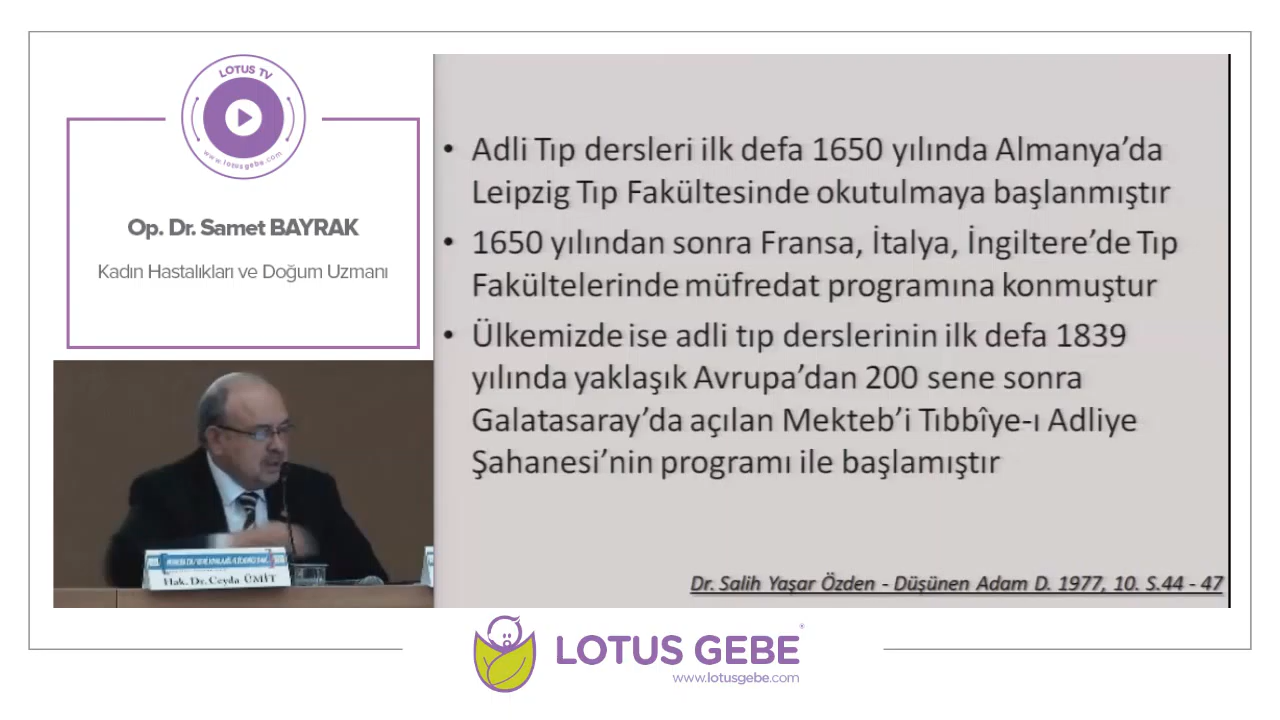 LOTUS TV
www.lotusgebe.com
Op. Dr. Samet BAYRAK
Kadın Hastalıkları ve Doğum Uzmanı
• Adli Tıp dersleri ilk defa 1650 yılında Almanya’da
Leipzig Tıp Fakültesinde okutulmaya başlanmıştır
• 1650 yılından sonra Fransa, İtalya, İngiltere’de Tıp
Fakültelerinde müfredat programına konmuştur
• Ülkemizde ise adli tıp derslerinin ilk defa 1839
yılında yaklaşık Avrupa’dan 200 sene sonra
Galatasaray’da açılan Mekteb’i Tıbbîye-ı Adliye
Şahanesi’nin programı ile başlamıştır
Dr. Salih Yaşar Özden - Düşünen Adam D. 1977, 10. S.44 - 47
Hak. Dr. Ceyda ÜMİT
LOTUS GEBE ®
www.lotusgebe.com